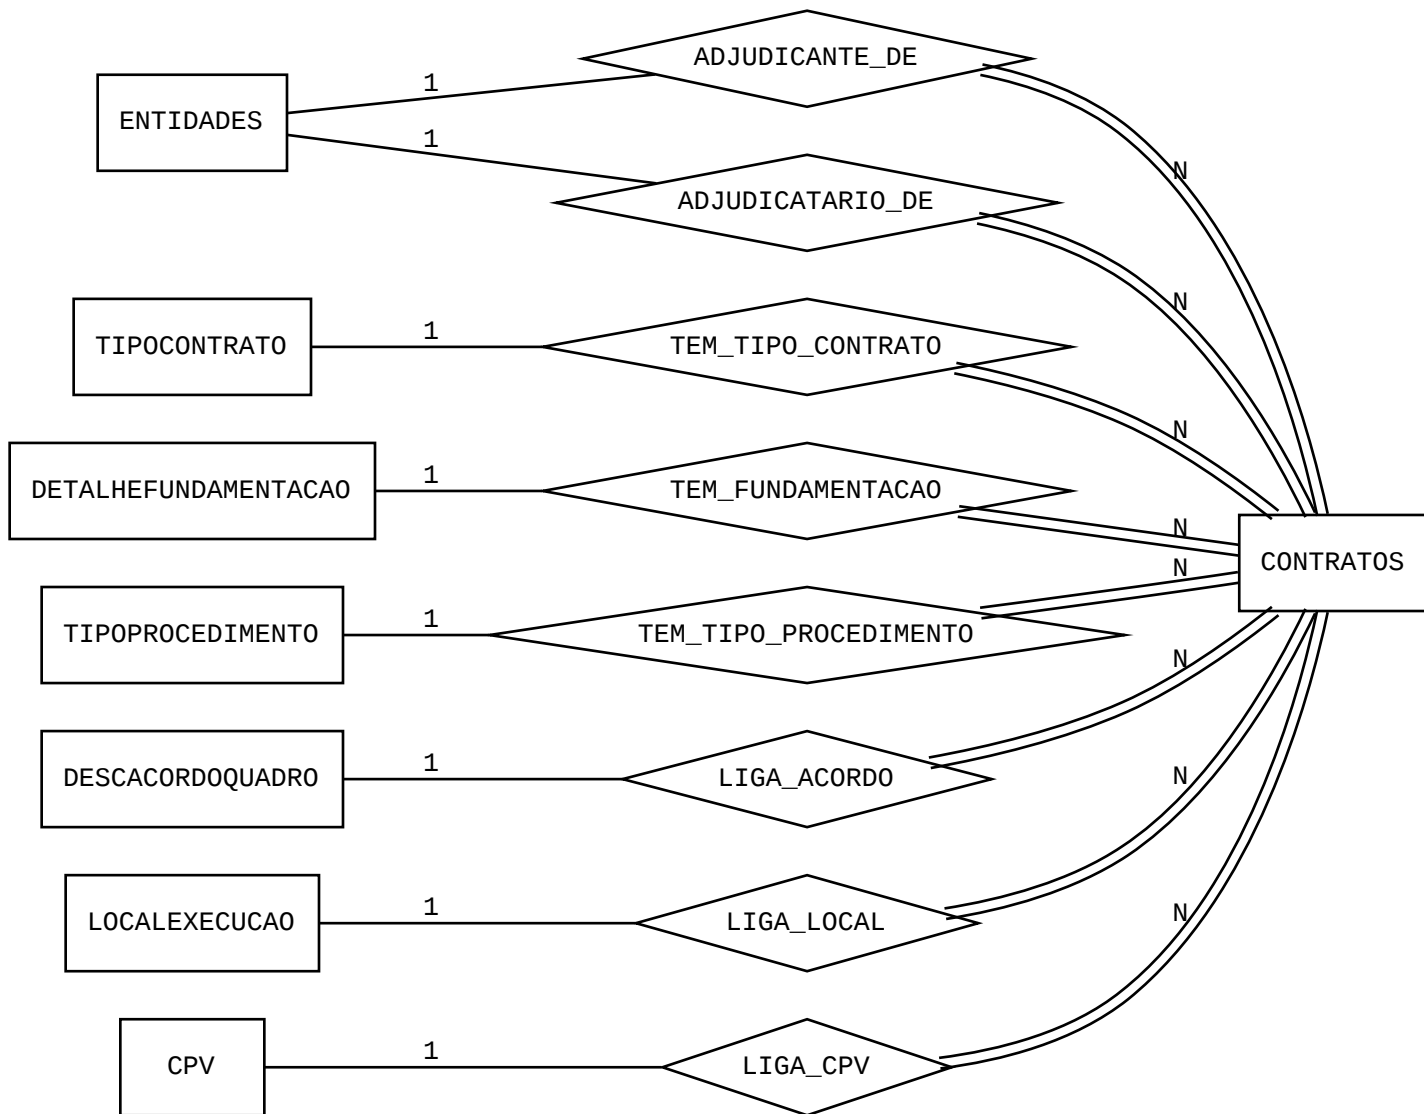 ADJUDICANTE_DE
1
ENTIDADES
1
N
ADJUDICATARIO_DE
N
TIPOCONTRATO
1
TEM_TIPO_CONTRATO
N
DETALHEFUNDAMENTACAO
1
TEM_FUNDAMENTACAO
N
CONTRATOS
N
TIPOPROCEDIMENTO
1
TEM_TIPO_PROCEDIMENTO
N
DESCACORDOQUADRO
1
LIGA_ACORDO
N
LOCALEXECUCAO
1
LIGA_LOCAL
N
CPV
1
LIGA_CPV